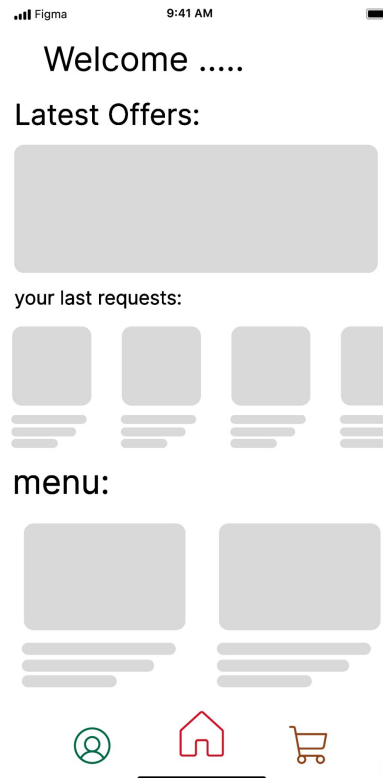 Figma 9:41 AM
Welcome .....
Latest Offers:
your last requests:
menu: